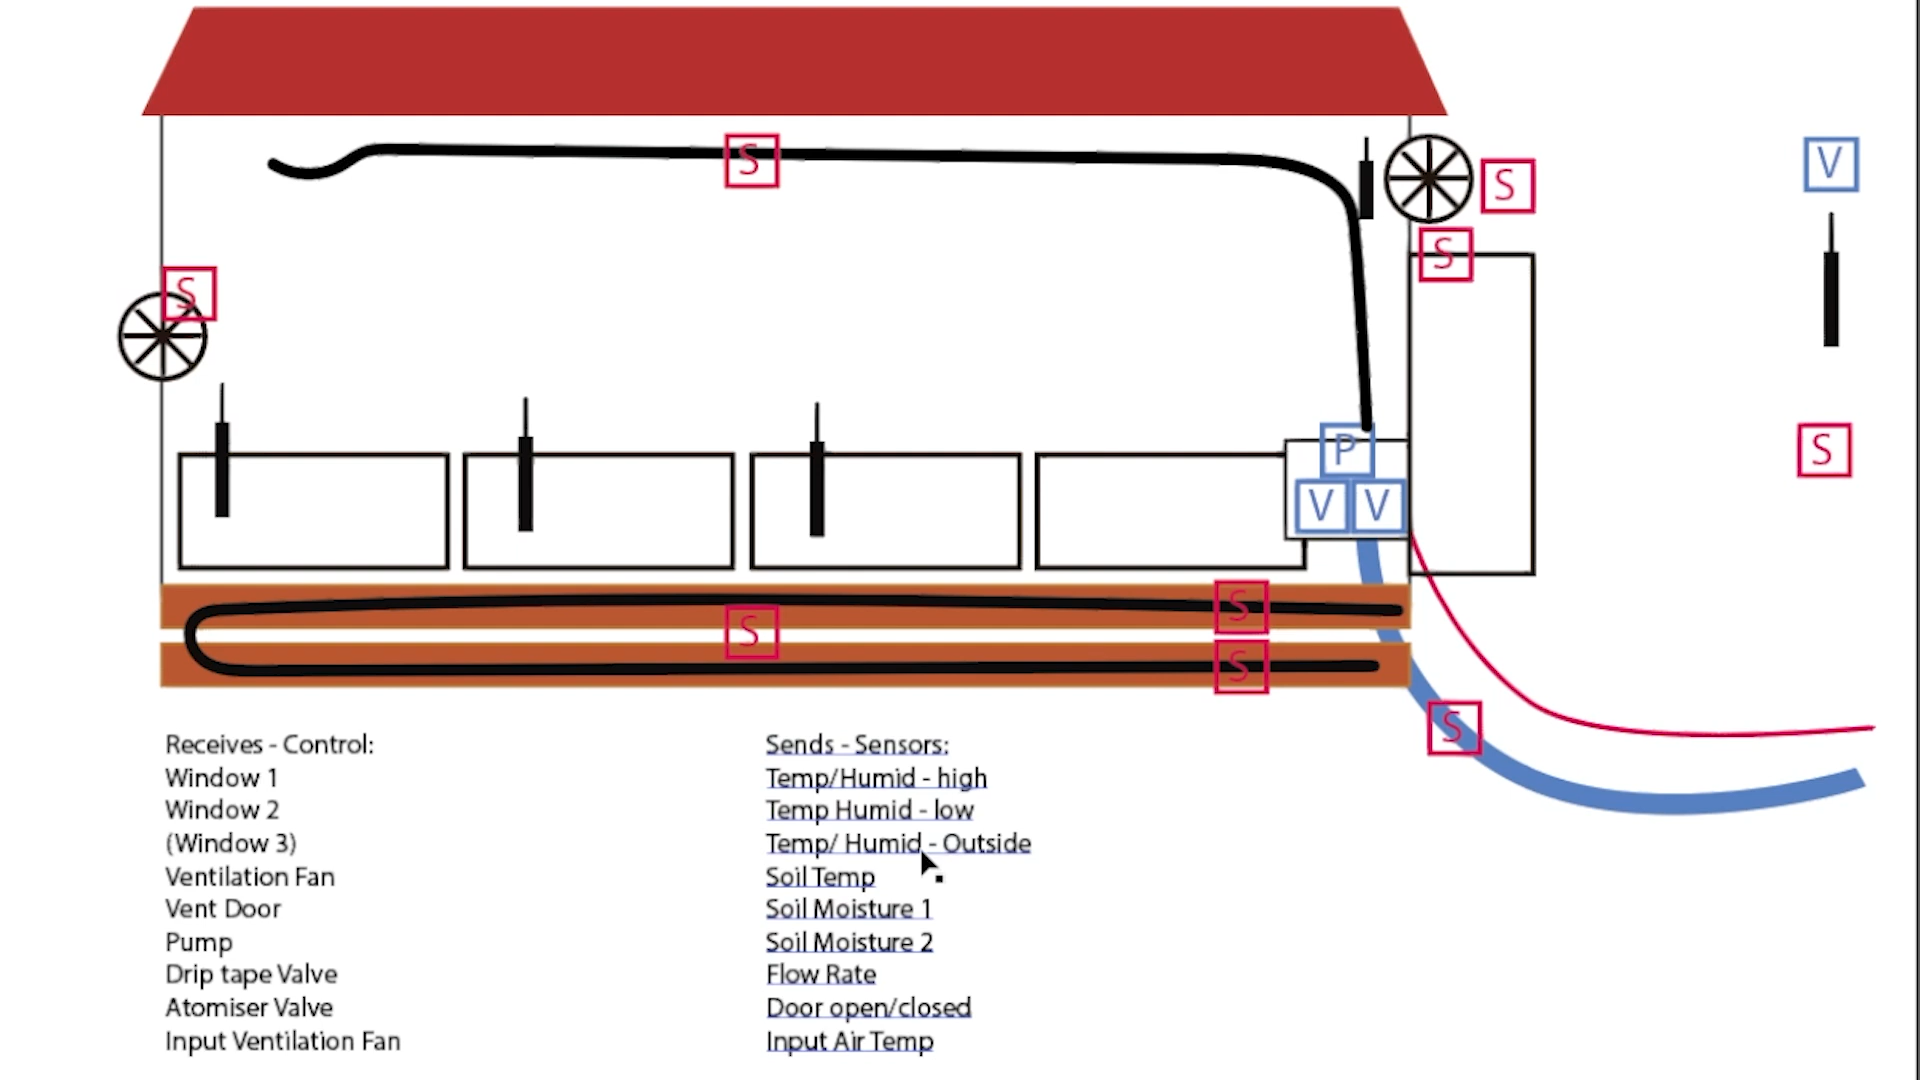 S
V
S
S
S
S
P
S
V
V
S
S
S
S
Receives - Control:
Window 1
Window 2
(Window 3)
Ventilation Fan
Vent Door
Pump
Drip tape Valve
Atomiser Valve
Input Ventilation Fan
Sends - Sensors:
Temp/Humid - high
Temp Humid - low
Temp/ Humid - Outside
Soil Temp
Soil Moisture 1
Soil Moisture 2
Flow Rate
Door open/closed
Input Air Temp